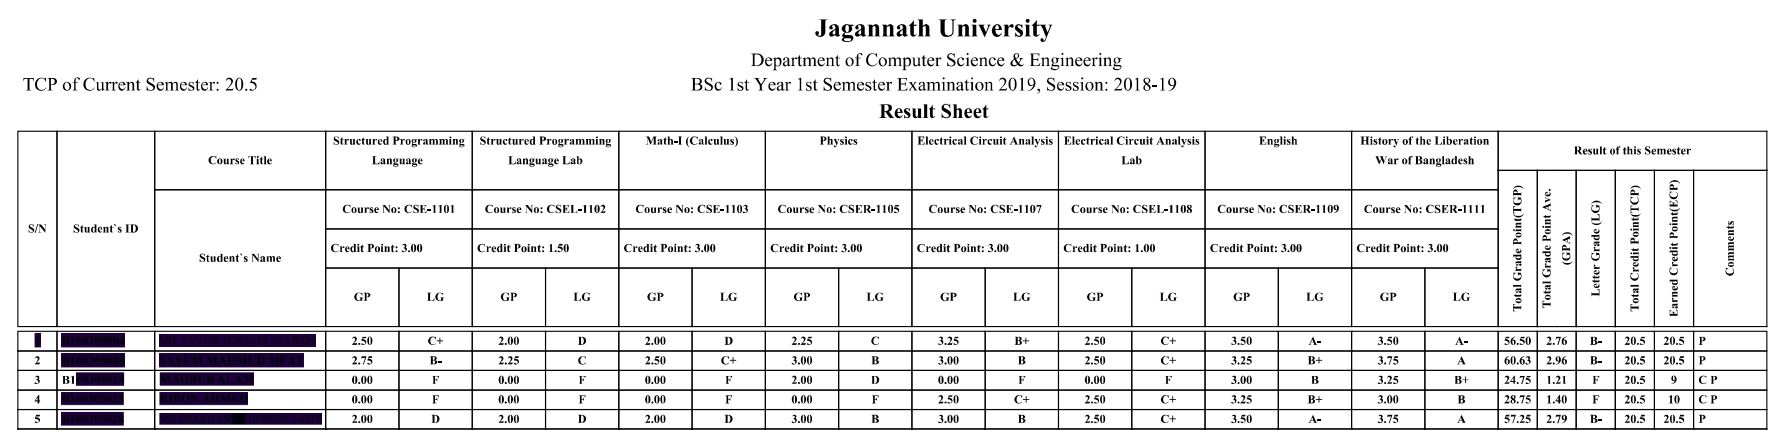 Jagannath University
Department of Computer Science & Engineering
TCP of Current Semester: 20.5 BSc 1st Year 1st Semester Examination 2019, Session: 2018-19
Result Sheet
S/N
Student`s ID
Course Title
Structured Programming Language
Structured Programming Language Lab
Math-I (Calculus)
Physics
Electrical Circuit Analysis
Electrical Circuit Analysis Lab
English
History of the Liberation War of Bangladesh
Result of this Semester
Student`s Name
Course No: CSE-1101 Course No: CSEL-1102 Course No: CSE-1103 Course No: CSER-1105 Course No: CSE-1107 Course No: CSEL-1108 Course No: CSER-1109 Course No: CSER-1111
Credit Point: 3.00 Credit Point: 1.50 Credit Point: 3.00 Credit Point: 3.00 Credit Point: 3.00 Credit Point: 1.00 Credit Point: 3.00 Credit Point: 3.00
GP LG GP LG GP LG GP LG GP LG GP LG GP LG GP LG
Total Grade Point(TGP)
Total Grade Point Ave. (GPA)
Letter Grade (LG)
Total Credit Point(TCP)
Earned Credit Point(ECP)
Comments
2.50 C+ 2.00 D 2.00 D 2.25 C 3.25 B+ 2.50 C+ 3.50 A- 3.50 A- 56.50 2.76 B- 20.5 20.5 P
2 2.75 B- 2.25 C 2.50 C+ 3.00 B 3.00 B 2.50 C+ 3.25 B+ 3.75 A 60.63 2.96 B- 20.5 20.5 P
3 B1 0.00 F 0.00 F 0.00 F 2.00 D 0.00 F 0.00 F 3.00 B 3.25 B+ 24.75 1.21 F 20.5 9 C P
4 0.00 F 0.00 F 0.00 F 0.00 F 2.50 C+ 2.50 C+ 3.25 B+ 3.00 B 28.75 1.40 F 20.5 10 C P
5 2.00 D 2.00 D 2.00 D 3.00 B 3.00 B 2.50 C+ 3.50 A- 3.75 A 57.25 2.79 B- 20.5 20.5 P